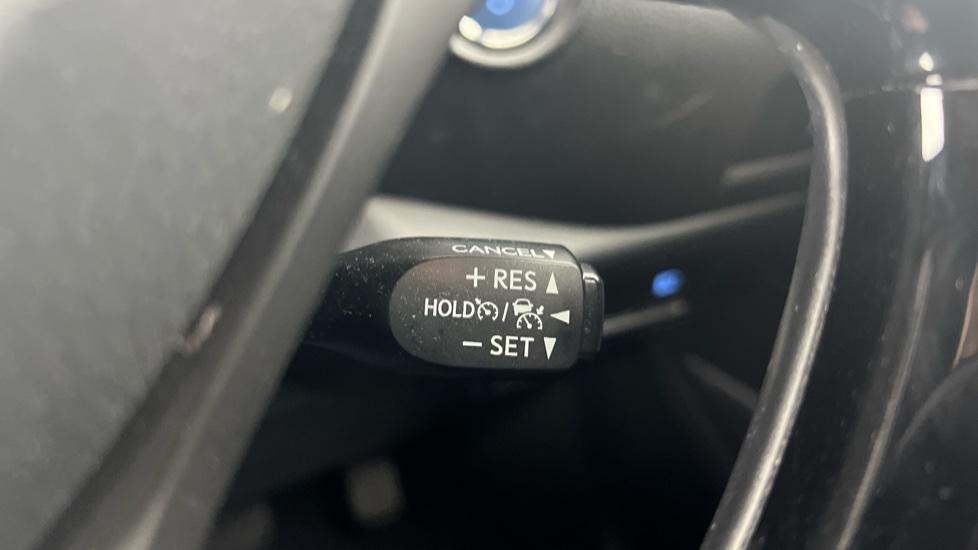 CANCEL
+ RES
HOLD /
− SET